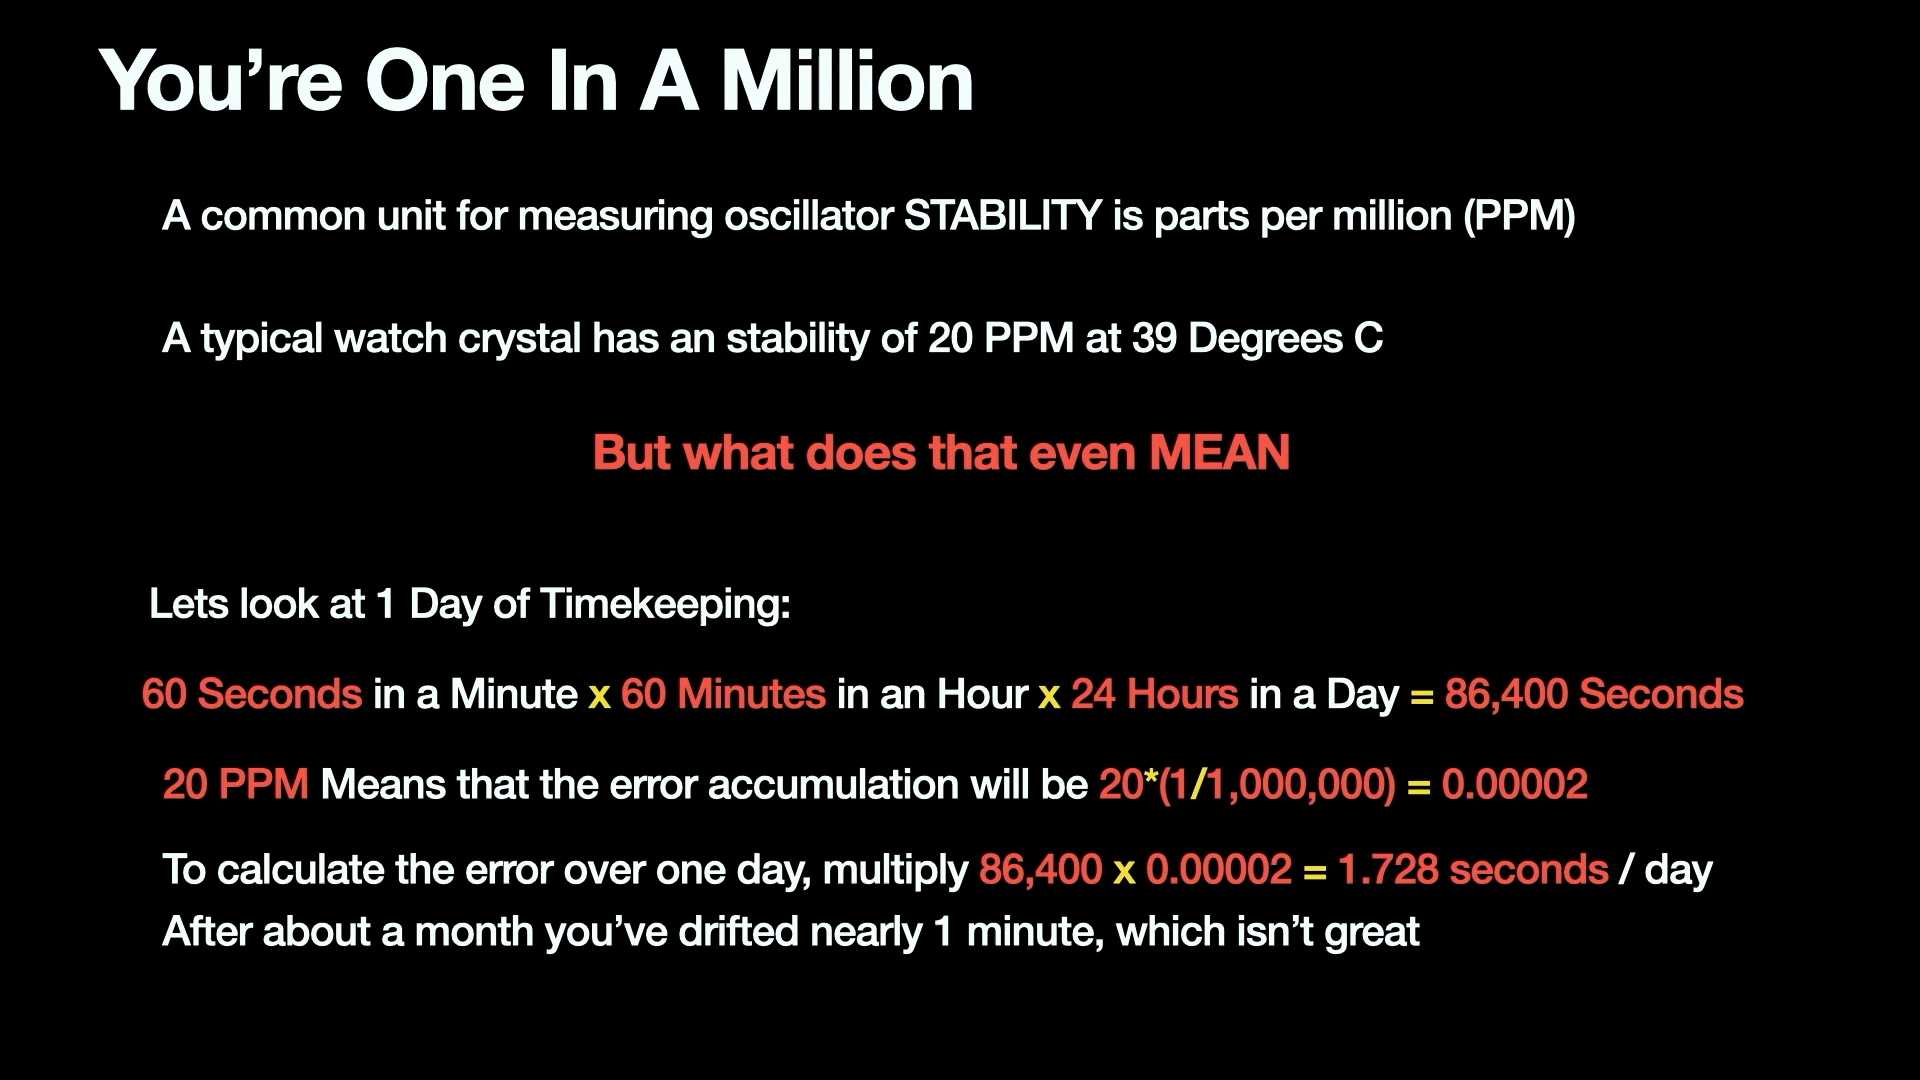 You’re One In A Million
A common unit for measuring oscillator STABILITY is parts per million (PPM)
A typical watch crystal has an stability of 20 PPM at 39 Degrees C
But what does that even MEAN
Lets look at 1 Day of Timekeeping:
60 Seconds in a Minute x 60 Minutes in an Hour x 24 Hours in a Day = 86,400 Seconds
20 PPM Means that the error accumulation will be 20*(1/1,000,000) = 0.00002
To calculate the error over one day, multiply 86,400 x 0.00002 = 1.728 seconds / day
After about a month you’ve drifted nearly 1 minute, which isn’t great